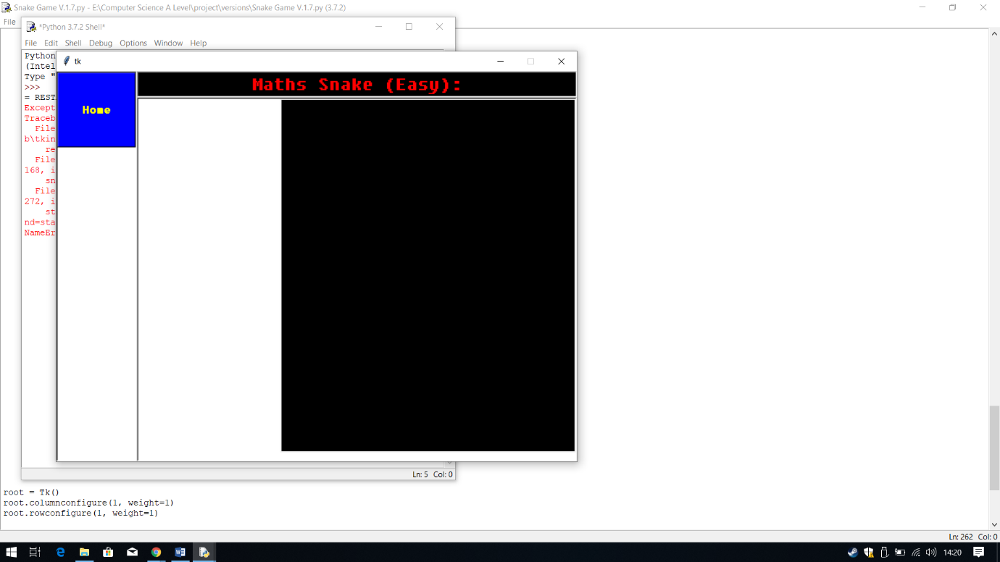 Snake Game V.1.7.py - E:\Computer Science A Level\project\versions\Snake Game V.1.7.py (3.7.2)
File
*Python 3.7.2 Shell*
File Edit Shell Debug Options Window Help
Python
(Intel
Type "
>>>
= REST
Except
Traceb
File
b\tkin
re
File
168, i
sn
File
272, i
st
nd=sta
NameEr
tk
Home
Maths Snake (Easy):
Ln: 5 Col: 0
root = Tk()
root.columnconfigure(1, weight=1)
root.rowconfigure(1, weight=1)
Ln: 262 Col: 0
14:20